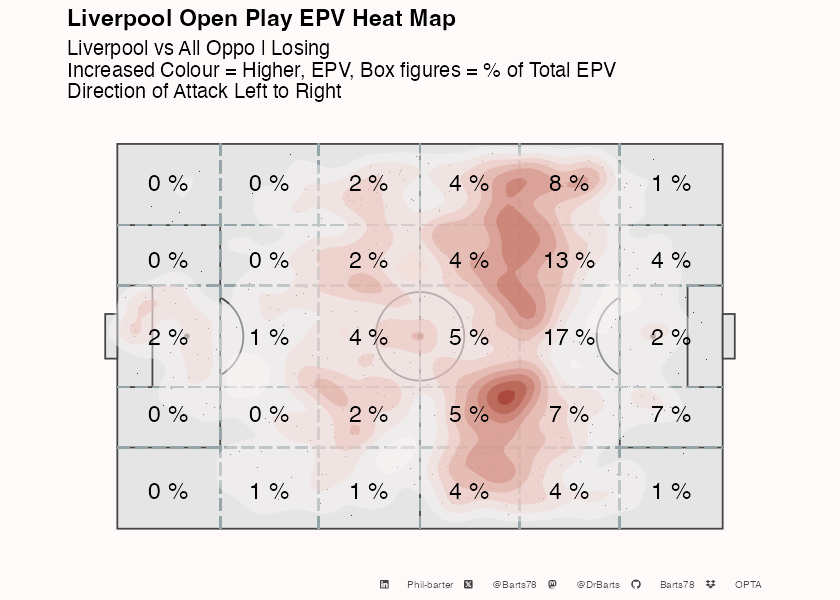 Liverpool Open Play EPV Heat Map
Liverpool vs All Oppo | Losing
Increased Colour = Higher, EPV, Box figures = % of Total EPV
Direction of Attack Left to Right
0 % 0 % 2 % 4 % 8 % 1 %
0 % 0 % 2 % 4 % 13 % 4 %
2 % 1 % 4 % 5 % 17 % 2 %
0 % 0 % 2 % 5 % 7 % 7 %
0 % 1 % 1 % 4 % 4 % 1 %
Phil-barter @Barts78 @DrBarts Barts78 OPTA